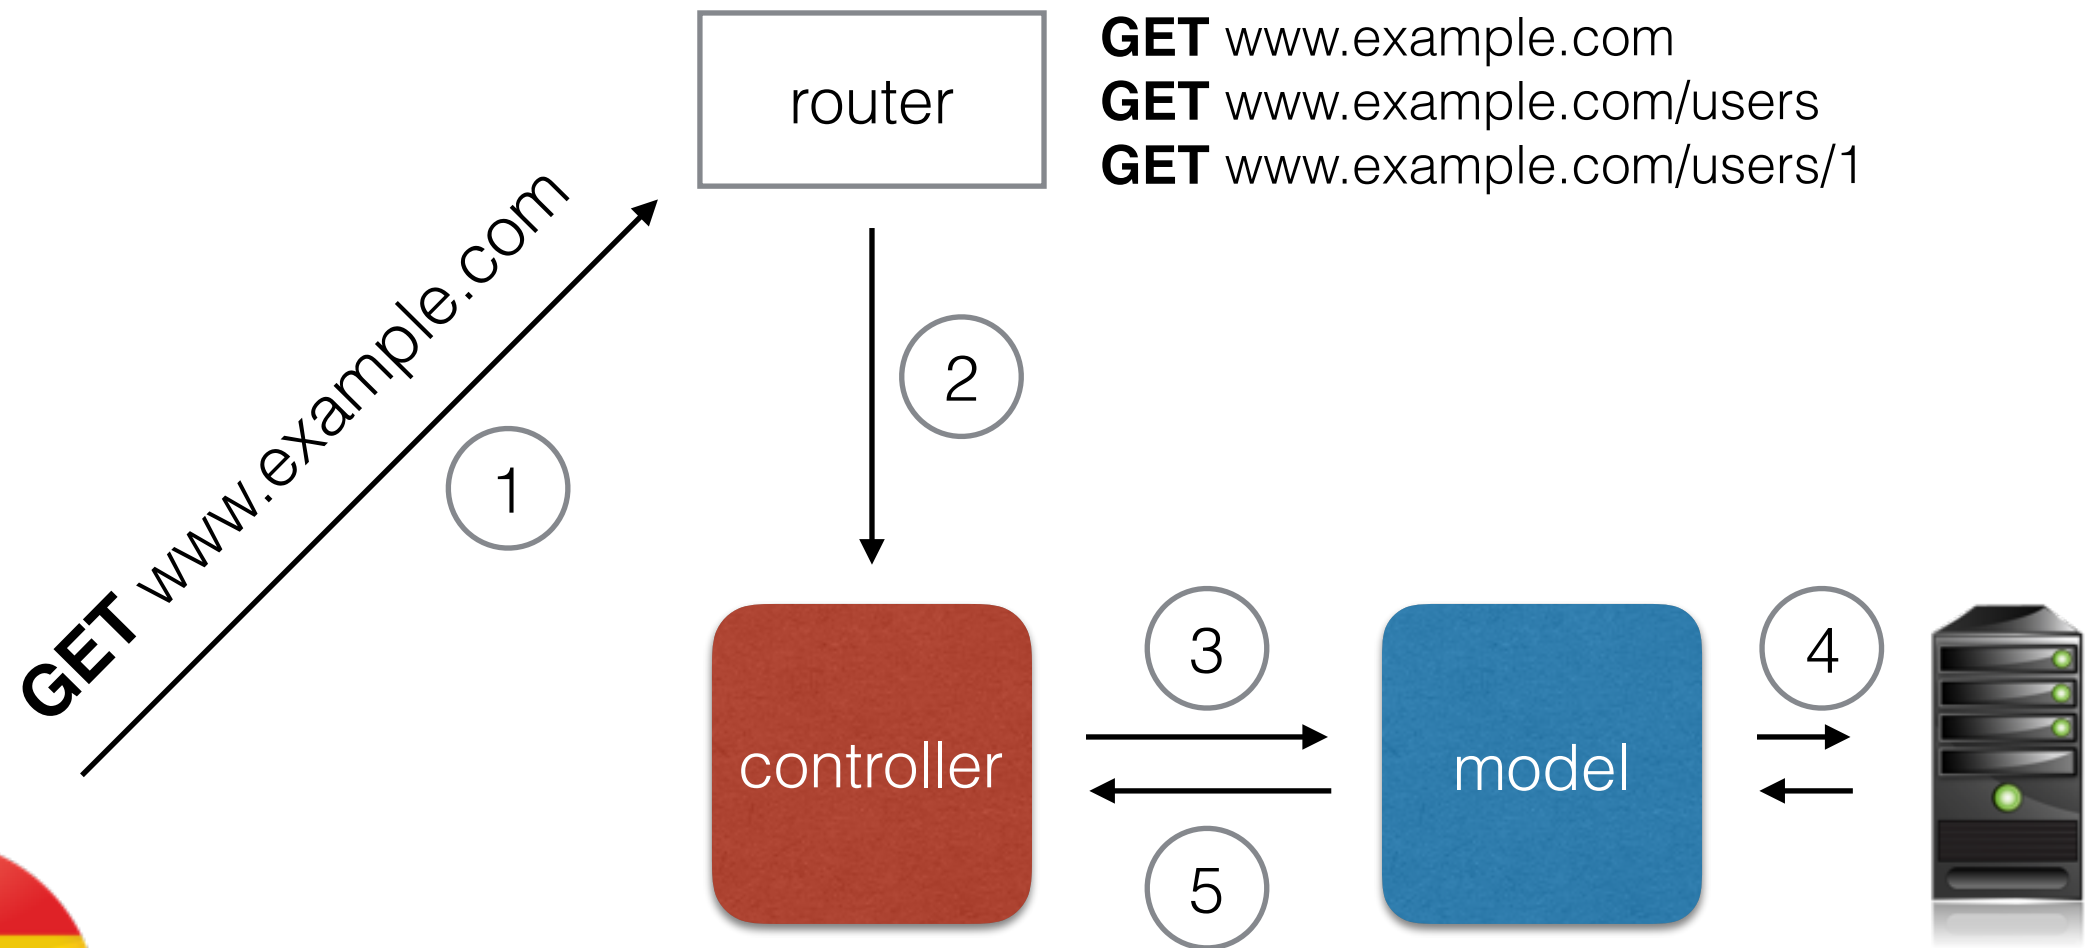 router
GET www.example.com
GET www.example.com/users
GET www.example.com/users/1
GET www.example.com
1
2
3
4
controller
model
5